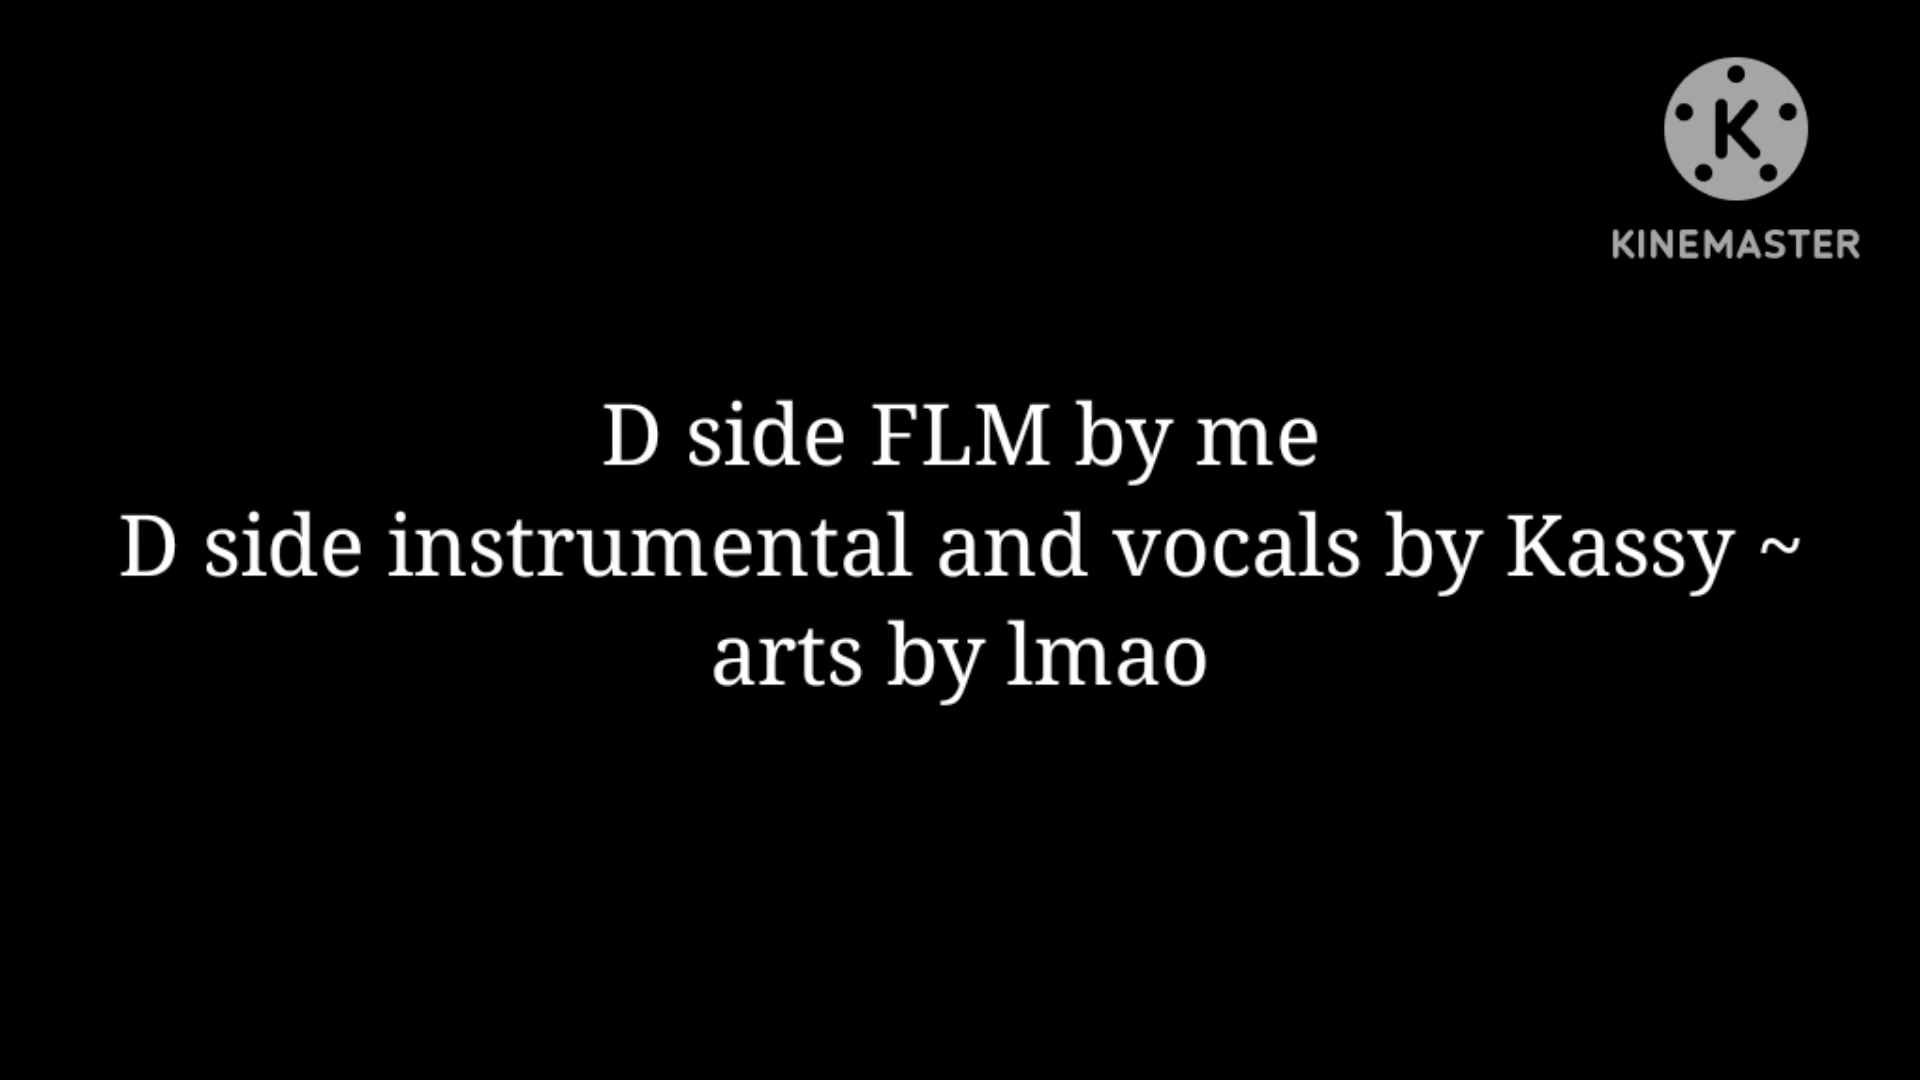 K
KINEMASTER
D side FLM by me
D side instrumental and vocals by Kassy ~
arts by lmao